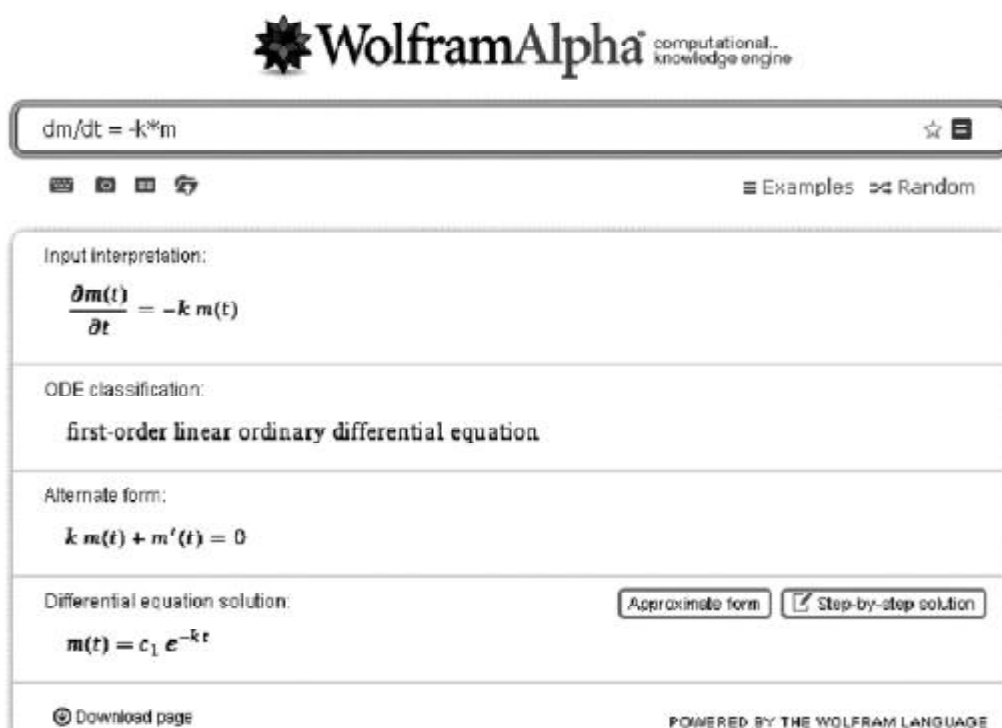 WolframAlpha computational.. knowledge engine
dm/dt = -k*m
Examples Random
Input interpretation:
∂m(t)/∂t = -k m(t)
ODE classification:
first-order linear ordinary differential equation
Alternate form:
k m(t) + m′(t) = 0
Differential equation solution: Approximate form Step-by-step solution
m(t) = c₁ e^(-k t)
Download page POWERED BY THE WOLFRAM LANGUAGE